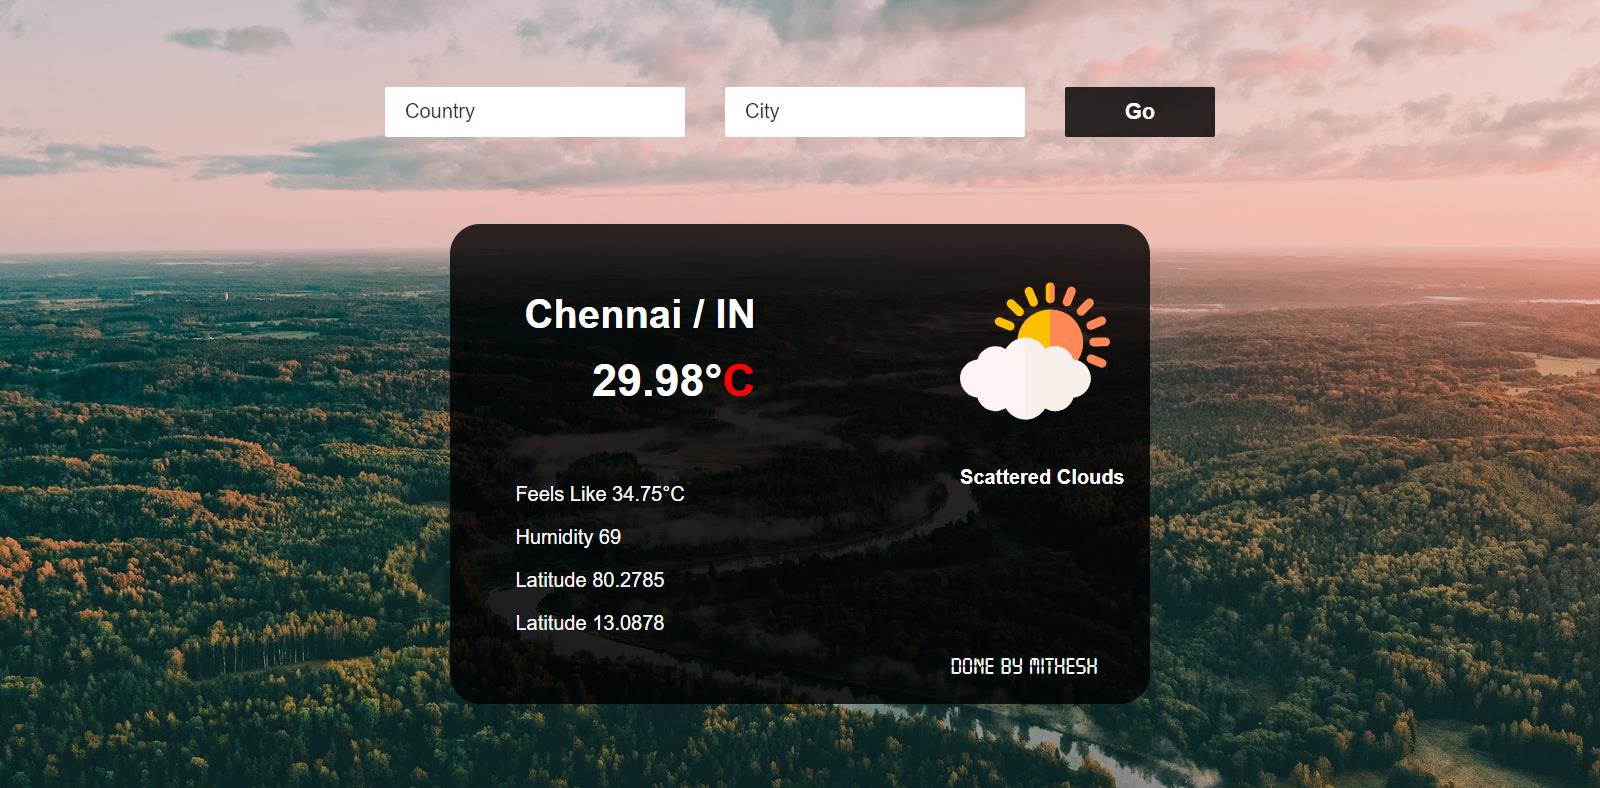 Country
City
Go
Chennai / IN
29.98°C
Scattered Clouds
Feels Like 34.75°C
Humidity 69
Latitude 80.2785
Latitude 13.0878
DONE BY MITHESH